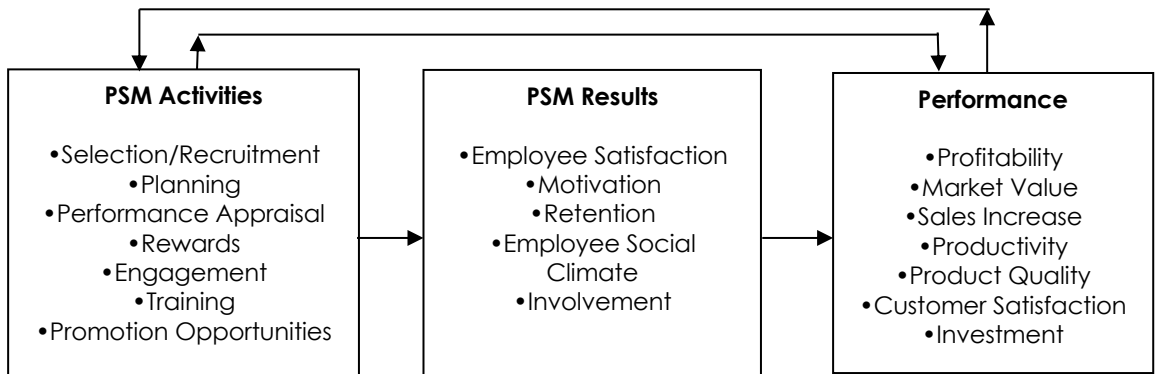 PSM Activities
•Selection/Recruitment
•Planning
•Performance Appraisal
•Rewards
•Engagement
•Training
•Promotion Opportunities
PSM Results
•Employee Satisfaction
•Motivation
•Retention
•Employee Social
Climate
•Involvement
Performance
•Profitability
•Market Value
•Sales Increase
•Productivity
•Product Quality
•Customer Satisfaction
•Investment